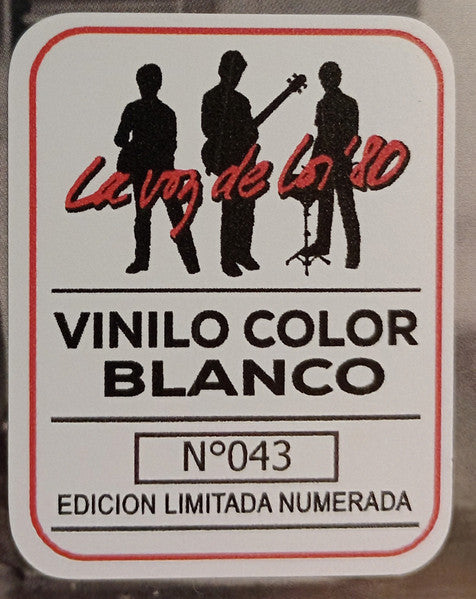 La voz de los '80
VINILO COLOR
BLANCO
N°043
EDICION LIMITADA NUMERADA